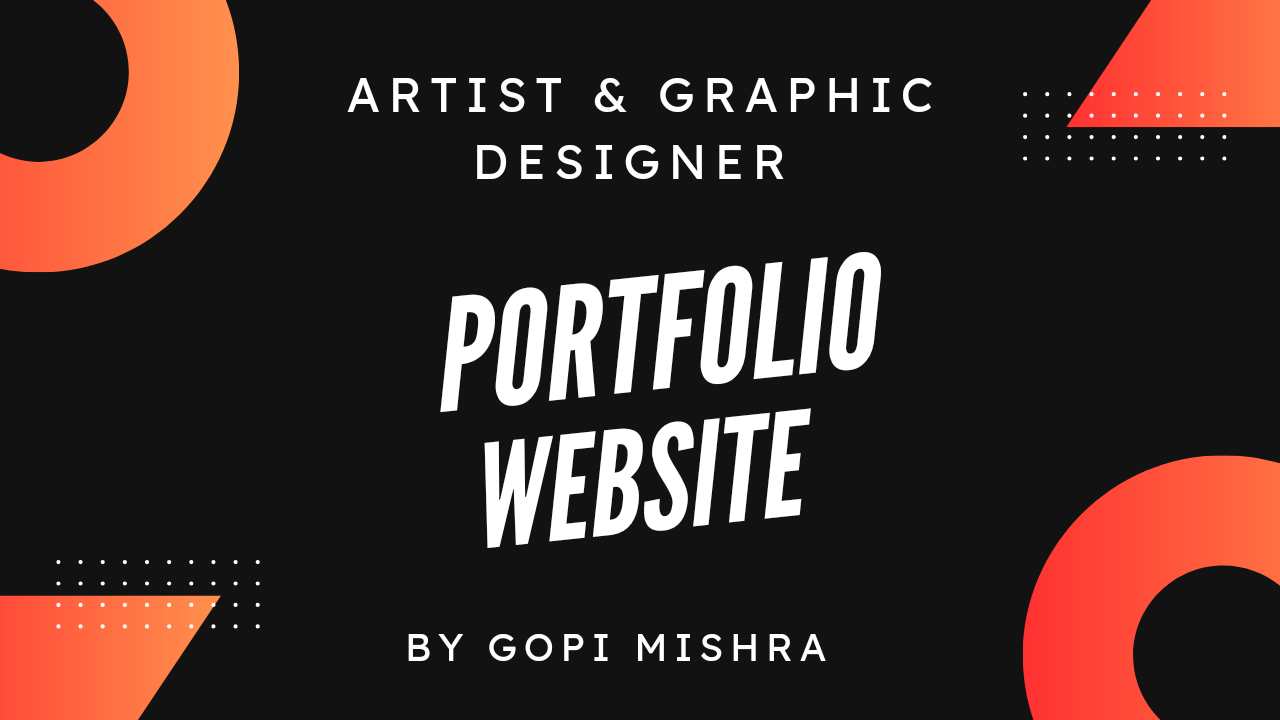 ARTIST & GRAPHIC
DESIGNER
PORTFOLIO
WEBSITE
BY GOPI MISHRA